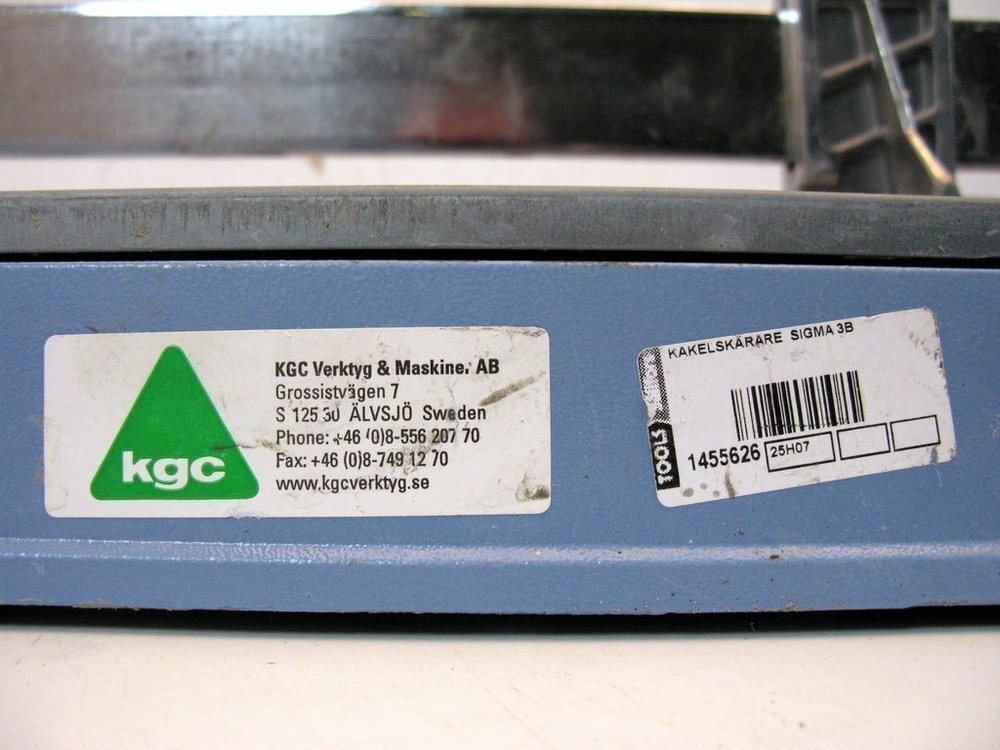 kgc
KGC Verktyg & Maskiner AB
Grossistvägen 7
S 125 30 ÄLVSJÖ Sweden
Phone: +46 (0)8-556 207 70
Fax: +46 (0)8-749 12 70
www.kgcverktyg.se
KAKELSKÄRARE SIGMA 3B
TOOLS
1455626 25H07